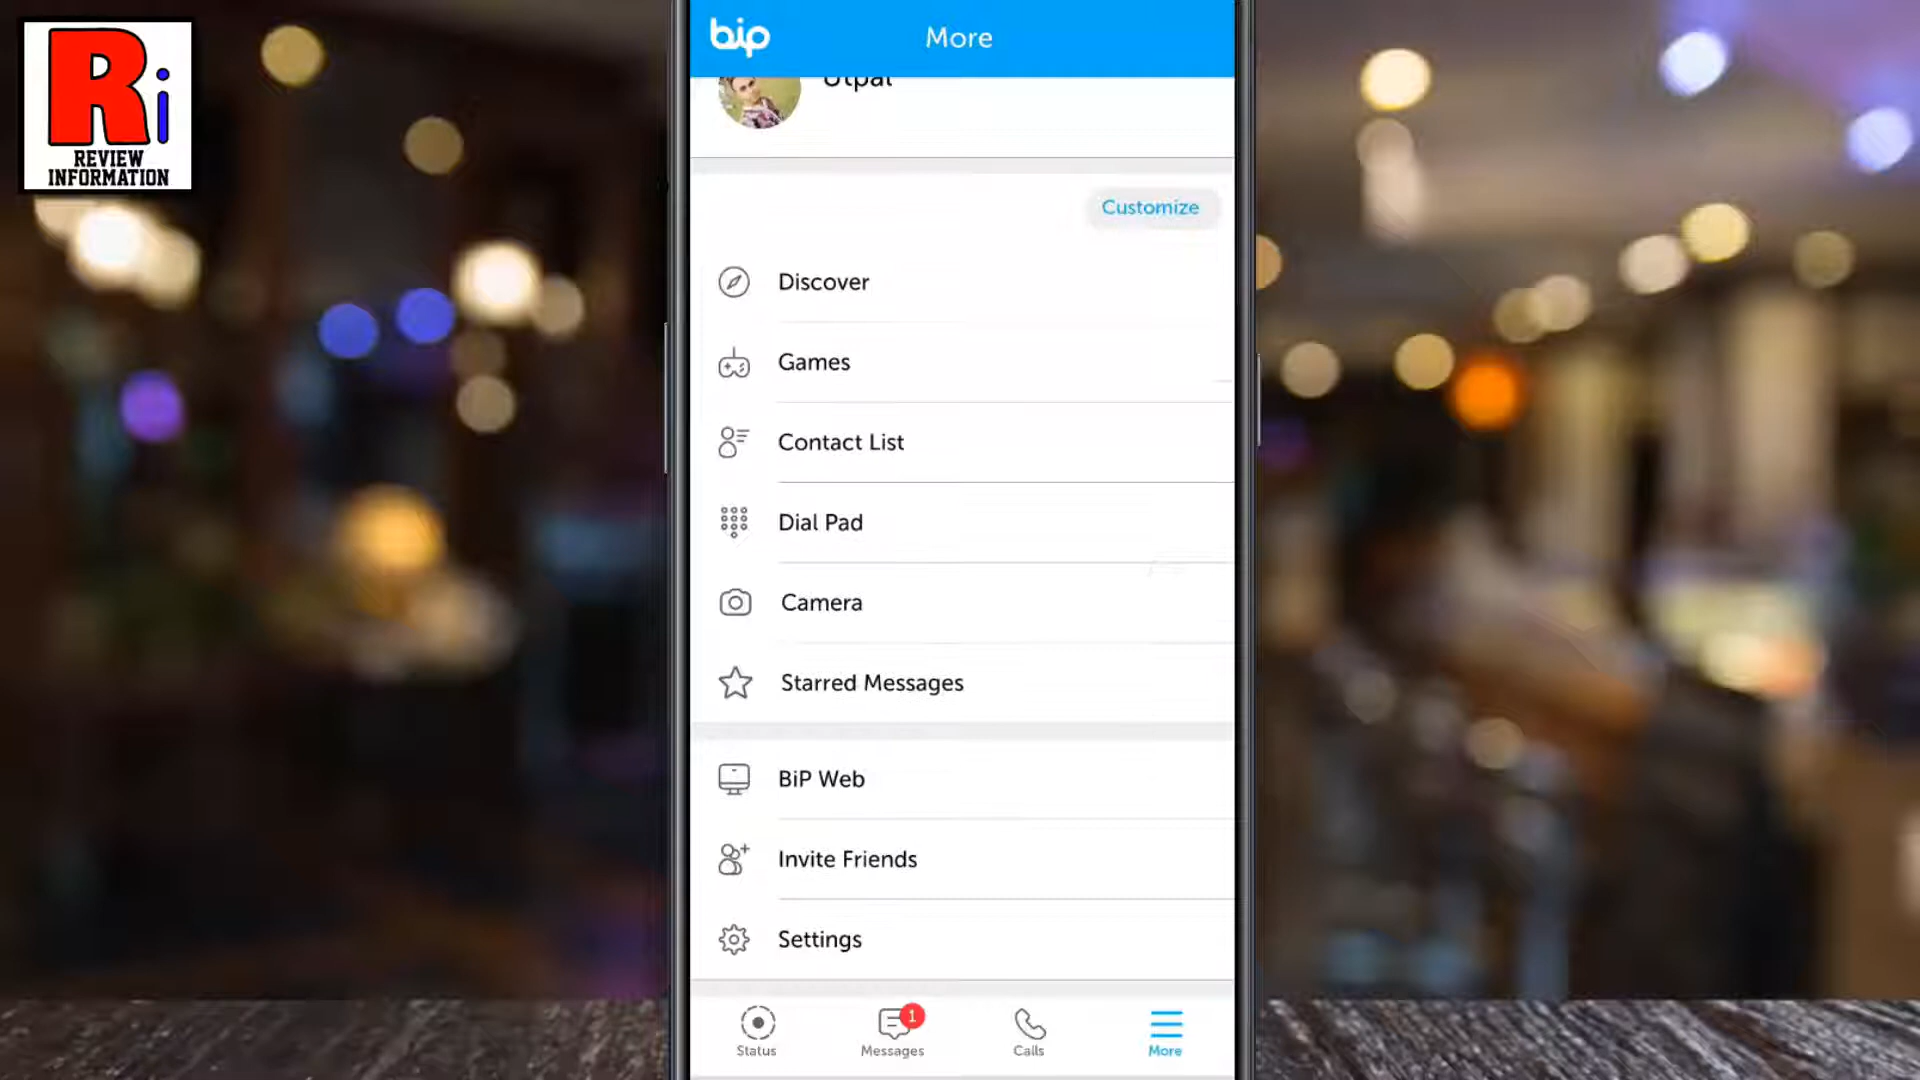 Ri
REVIEW
INFORMATION
bip
More
Utpal
Customize
Discover
Games
Contact List
Dial Pad
Camera
Starred Messages
BiP Web
Invite Friends
Settings
1
Status
Messages
Calls
More